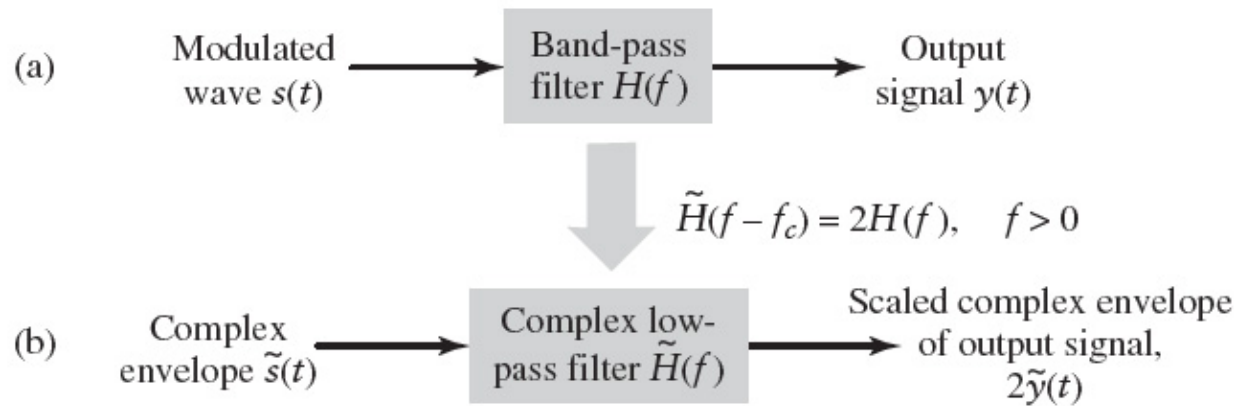 (a)
Modulated
wave s(t)
Band-pass
filter H(f)
Output
signal y(t)
H̃(f – f_c) = 2H(f),    f > 0
(b)
Complex
envelope s̃(t)
Complex low-
pass filter H̃(f)
Scaled complex envelope
of output signal,
2ỹ(t)